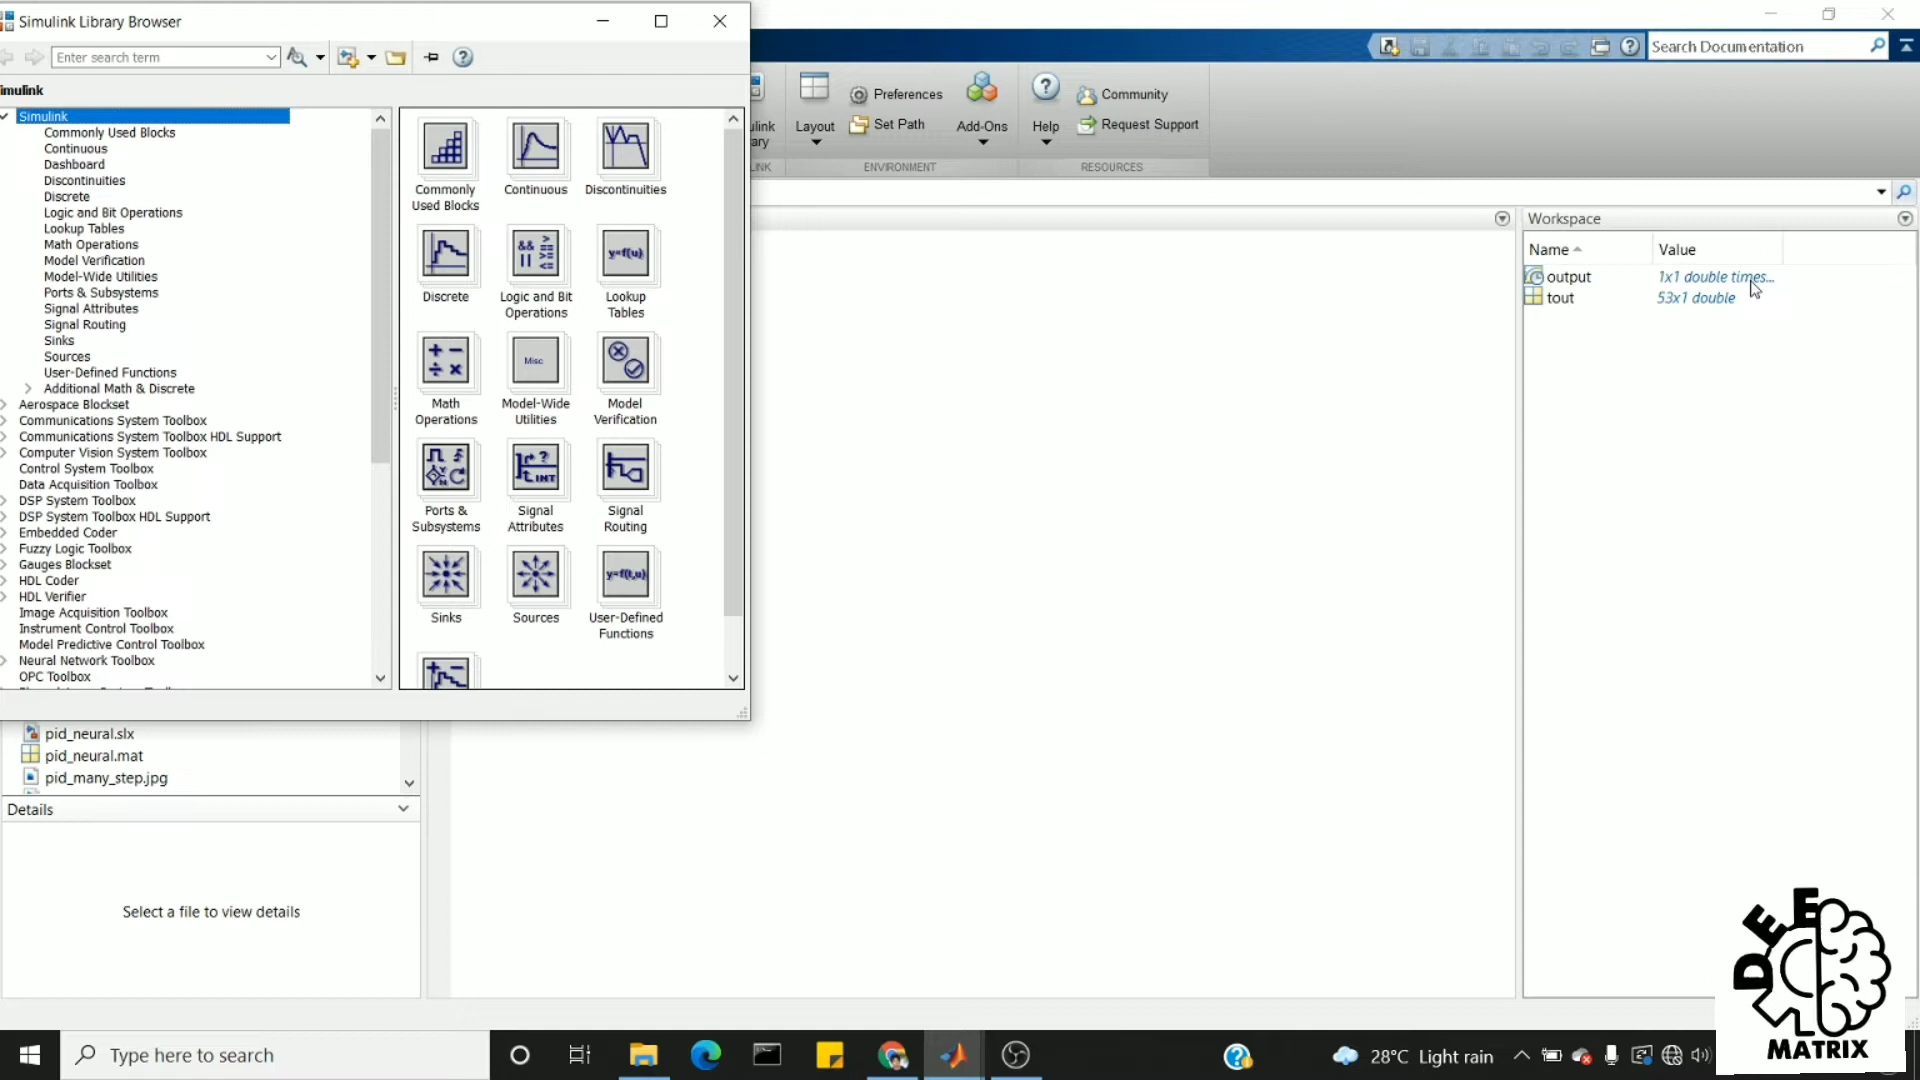 Simulink Library Browser
Enter search term
imulink
Simulink
Commonly Used Blocks
Continuous
Dashboard
Discontinuities
Discrete
Logic and Bit Operations
Lookup Tables
Math Operations
Model Verification
Model-Wide Utilities
Ports & Subsystems
Signal Attributes
Signal Routing
Sinks
Sources
User-Defined Functions
Additional Math & Discrete
Aerospace Blockset
Communications System Toolbox
Communications System Toolbox HDL Support
Computer Vision System Toolbox
Control System Toolbox
Data Acquisition Toolbox
DSP System Toolbox
DSP System Toolbox HDL Support
Embedded Coder
Fuzzy Logic Toolbox
Gauges Blockset
HDL Coder
HDL Verifier
Image Acquisition Toolbox
Instrument Control Toolbox
Model Predictive Control Toolbox
Neural Network Toolbox
OPC Toolbox
Commonly
Used Blocks
Continuous
Discontinuities
Discrete
&& >=
|| <=
Logic and Bit
Operations
y=f(u)
Lookup
Tables
Math
Operations
Misc
Model-Wide
Utilities
Model
Verification
Ports &
Subsystems
? INT
Signal
Attributes
Signal
Routing
Sinks
Sources
y=f(t,u)
User-Defined
Functions
ulink
ary
INK
Layout
Preferences
Set Path
Add-Ons
ENVIRONMENT
Help
Community
Request Support
RESOURCES
Search Documentation
Workspace
Name Value
output 1x1 double times...
tout 53x1 double
pid_neural.slx
pid_neural.mat
pid_many_step.jpg
Details
Select a file to view details
DEE
MATRIX
Type here to search
28°C Light rain